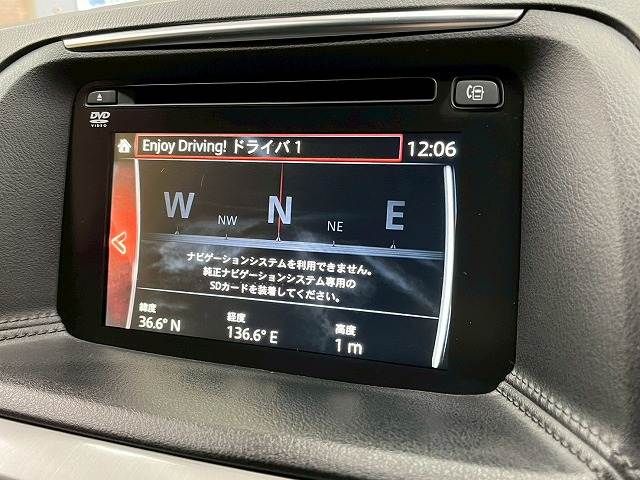 DVD
VIDEO
Enjoy Driving! ドライバ 1
12:06
W NW N NE E
ナビゲーションシステムを利用できません。
純正ナビゲーションシステム専用の
SDカードを装着してください。
緯度 経度 高度
36.6° N 136.6° E 1 m